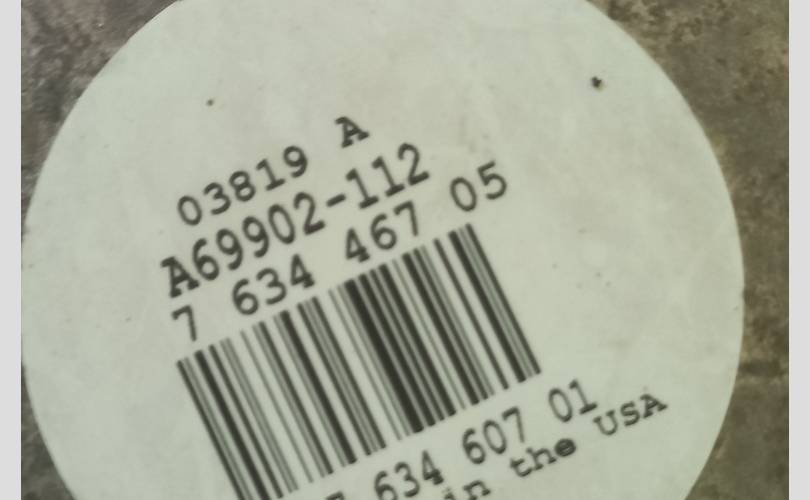 03819 A
A69902-112
7 634 467 05
634 607 01
in the USA